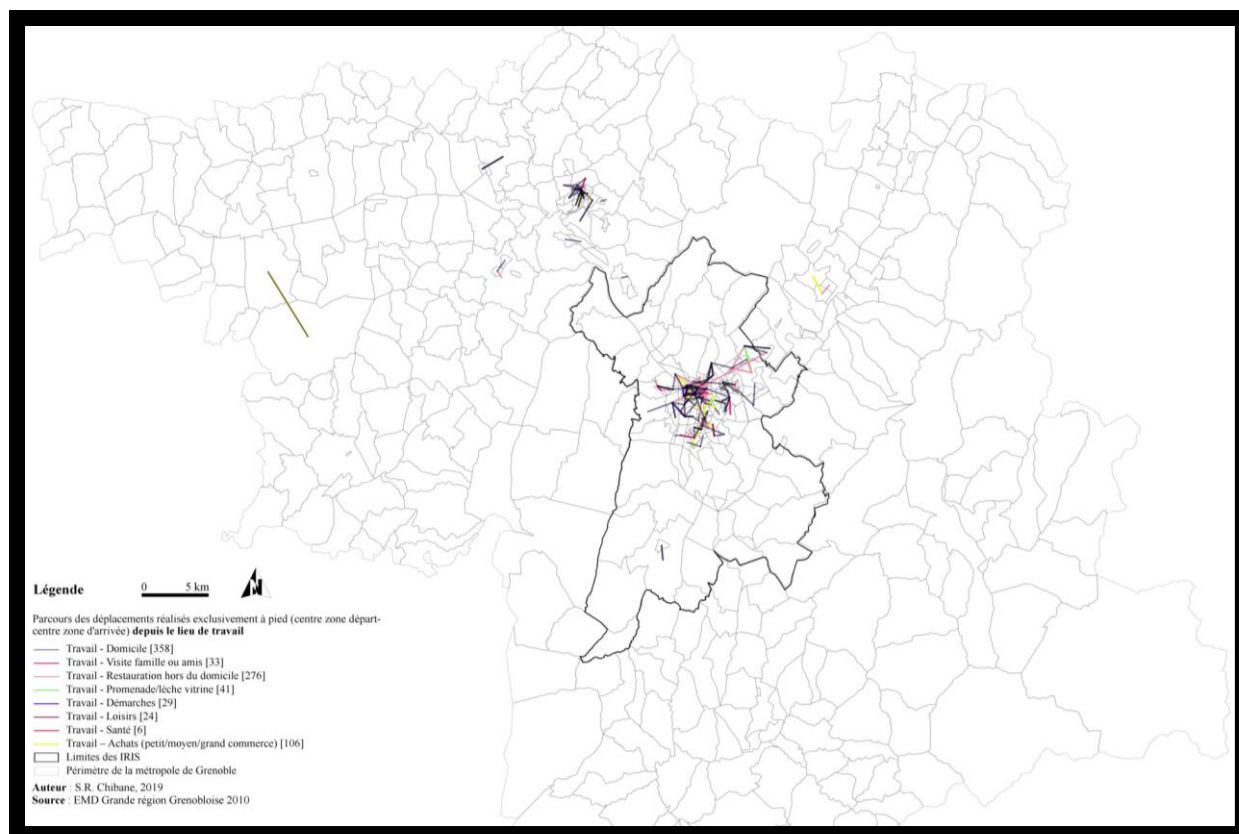 Légende
0 5 km
N
Parcours des déplacements réalisés exclusivement à pied (centre zone départ-
centre zone d'arrivée) depuis le lieu de travail
Travail - Domicile [358]
Travail - Visite famille ou amis [33]
Travail - Restauration hors du domicile [276]
Travail - Promenade/lèche vitrine [41]
Travail - Démarches [29]
Travail - Loisirs [24]
Travail - Santé [6]
Travail – Achats (petit/moyen/grand commerce) [106]
Limites des IRIS
Périmètre de la métropole de Grenoble
Auteur : S.R. Chibane, 2019
Source : EMD Grande région Grenobloise 2010